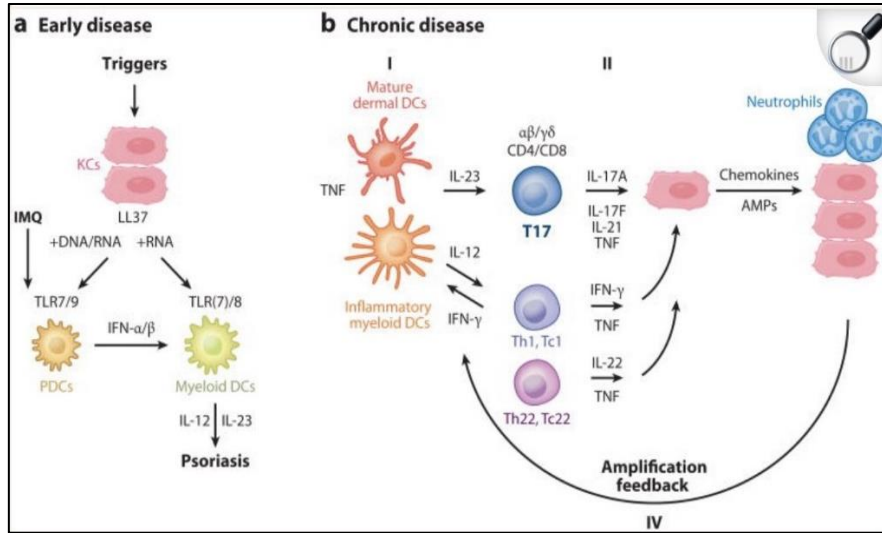 a Early disease
Triggers
KCs
LL37
IMQ
+DNA/RNA +RNA
TLR7/9
TLR(7)/8
IFN-α/β
PDCs
Myeloid DCs
IL-12 IL-23
Psoriasis
b Chronic disease
I
Mature
dermal DCs
TNF
Inflammatory
myeloid DCs
IL-23
IL-12
IFN-γ
II
αβ/γδ
CD4/CD8
T17
Th1, Tc1
Th22, Tc22
IL-17A
IL-17F
IL-21
TNF
IFN-γ
TNF
IL-22
TNF
Chemokines
AMPs
III
Neutrophils
Amplification
feedback
IV